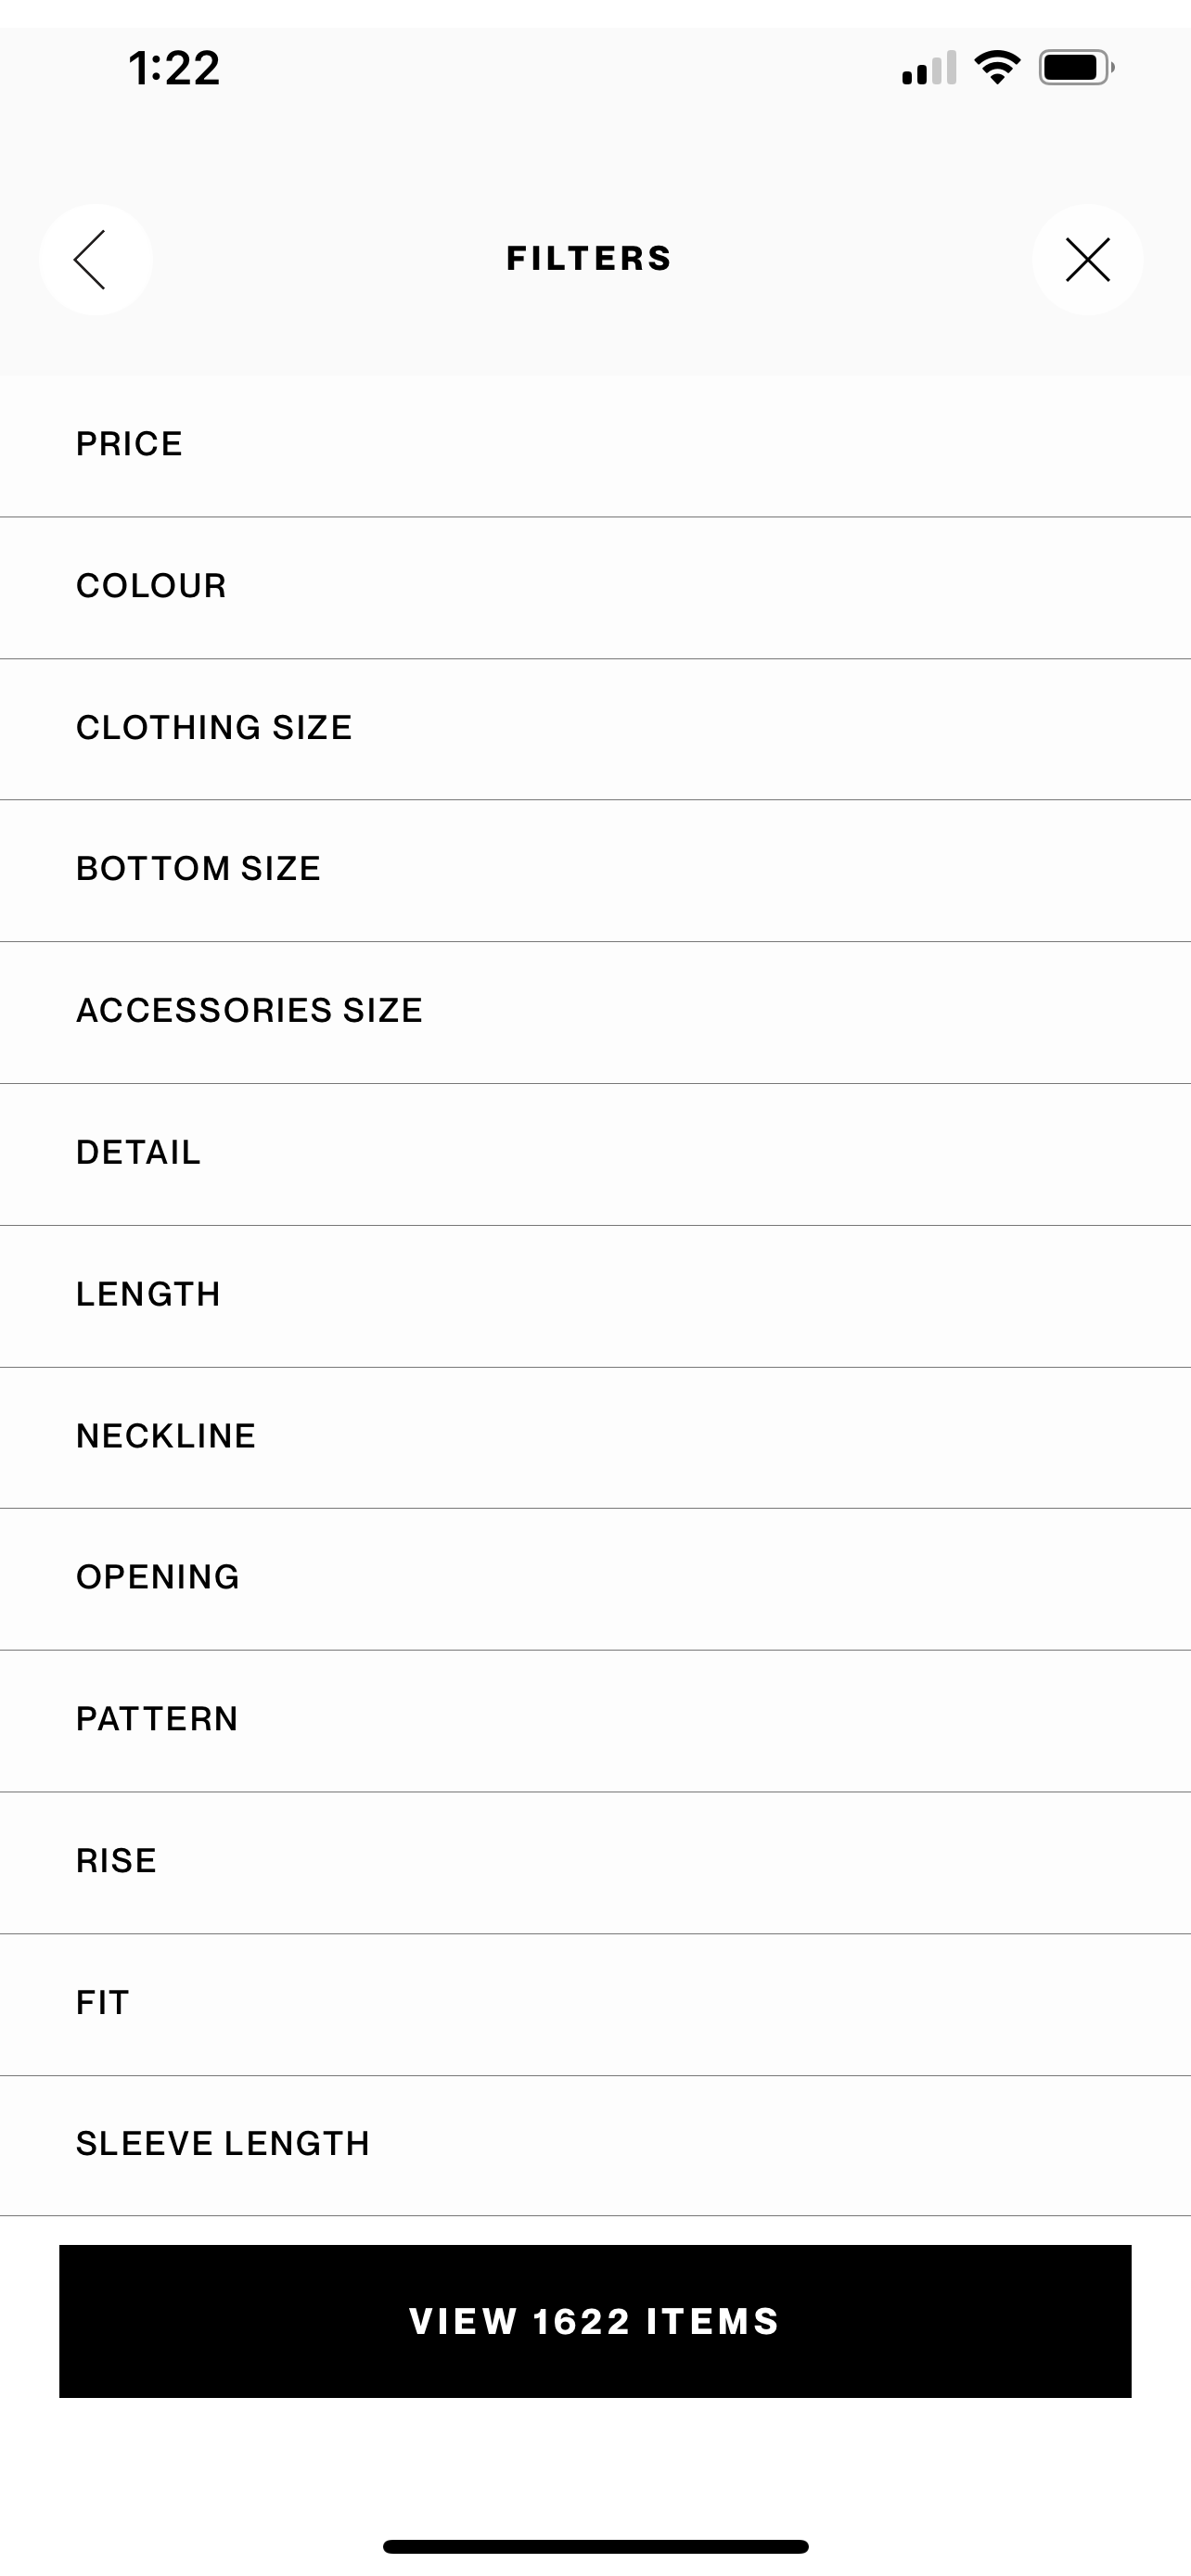 1:22
FILTERS
PRICE
COLOUR
CLOTHING SIZE
BOTTOM SIZE
ACCESSORIES SIZE
DETAIL
LENGTH
NECKLINE
OPENING
PATTERN
RISE
FIT
SLEEVE LENGTH
VIEW 1622 ITEMS